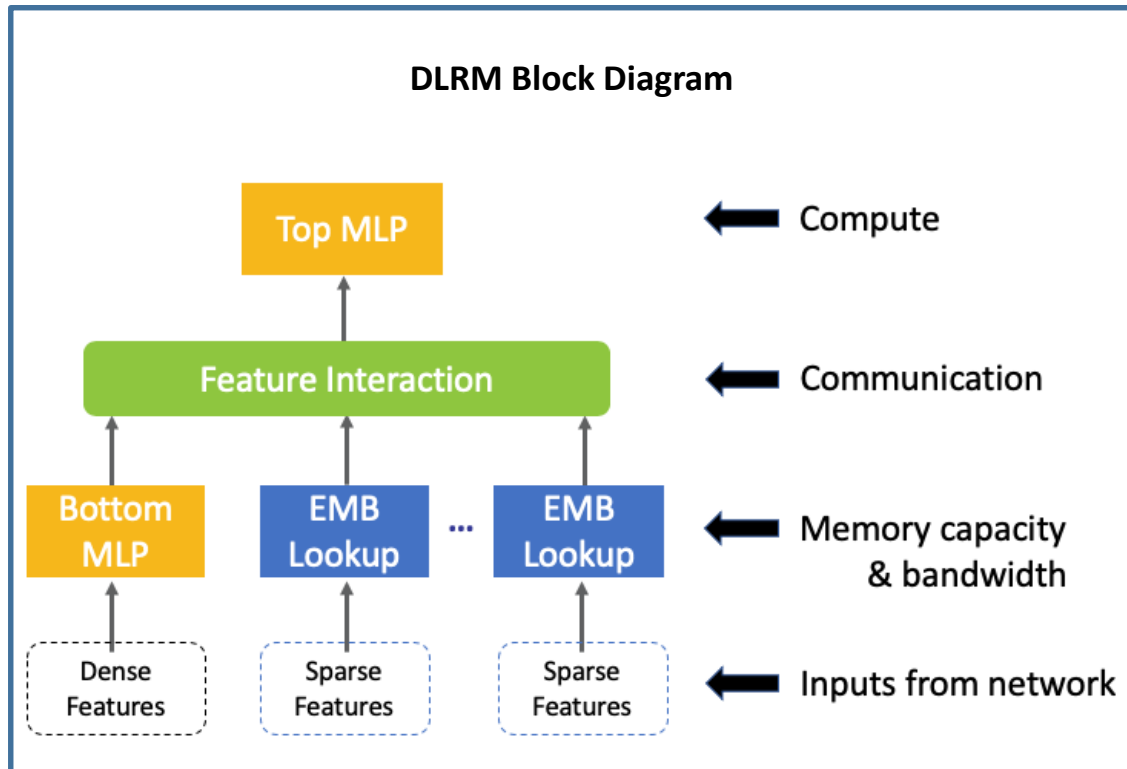 DLRM Block Diagram
Top MLP
Compute
Feature Interaction
Communication
Bottom
MLP
EMB
Lookup
...
EMB
Lookup
Memory capacity
& bandwidth
Dense
Features
Sparse
Features
Sparse
Features
Inputs from network